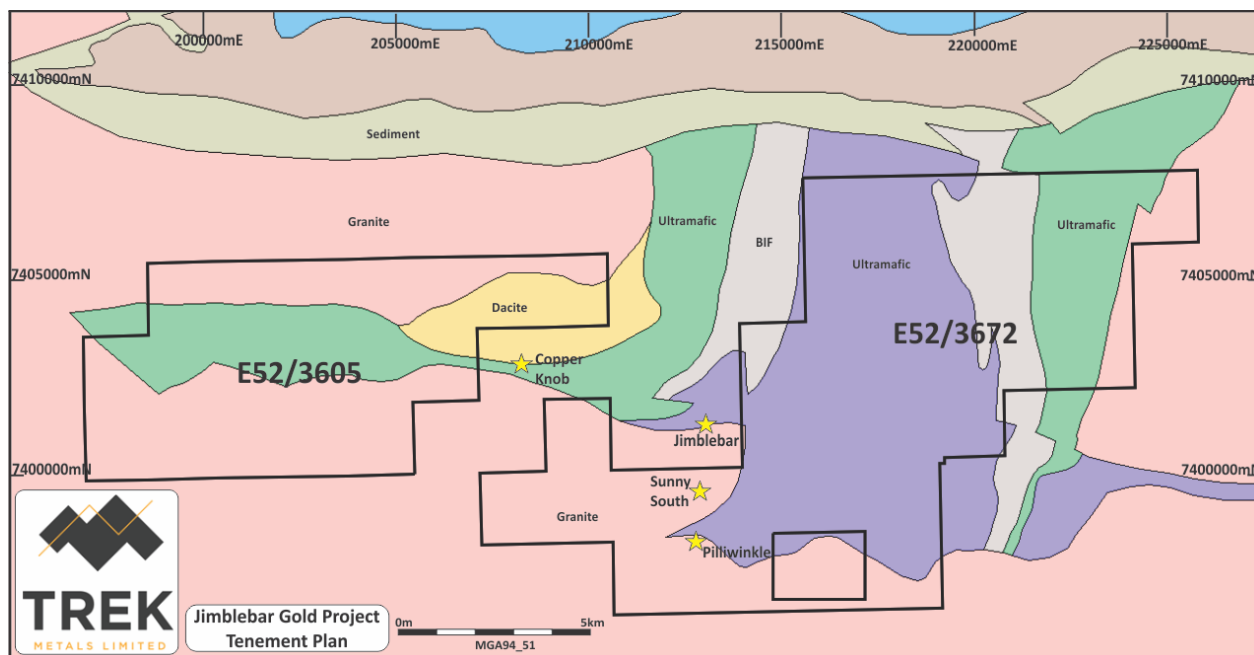 200000mE
205000mE
210000mE
215000mE
220000mE
225000mE
7410000mN
7410000mN
Sediment
Granite
Ultramafic
BIF
Ultramafic
Ultramafic
7405000mN
7405000mN
Dacite
E52/3672
E52/3605
Copper
Knob
Jimblebar
7400000mN
7400000mN
Sunny
South
Granite
Pilliwinkle
TREK
METALS LIMITED
Jimblebar Gold Project
Tenement Plan
0m
5km
MGA94_51